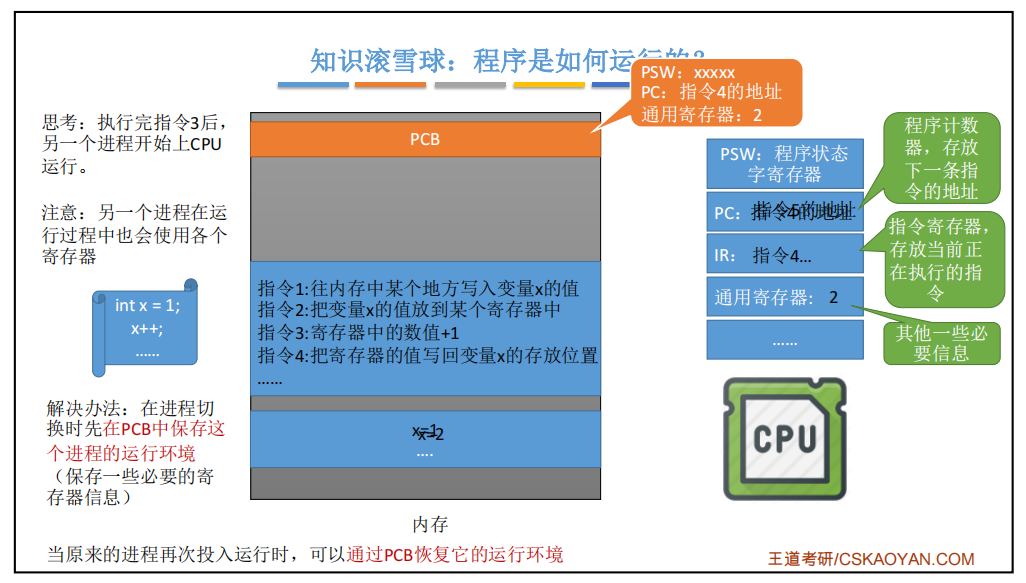 知识滚雪球：程序是如何运行的？
PSW：xxxxx
PC：指令4的地址
通用寄存器：2
思考：执行完指令3后，
另一个进程开始上CPU
运行。
注意：另一个进程在运
行过程中也会使用各个
寄存器
int x = 1;
x++;
……
解决办法：在进程切
换时先在PCB中保存这
个进程的运行环境
（保存一些必要的寄
存器信息）
PCB
指令1:往内存中某个地方写入变量x的值
指令2:把变量x的值放到某个寄存器中
指令3:寄存器中的数值+1
指令4:把寄存器的值写回变量x的存放位置
……
x=1
x=2
….
内存
PSW：程序状态
字寄存器
PC：指令5的地址
IR： 指令4…
通用寄存器： 2
……
程序计数
器，存放
下一条指
令的地址
指令寄存器，
存放当前正
在执行的指
令
其他一些必
要信息
CPU
当原来的进程再次投入运行时，可以通过PCB恢复它的运行环境
王道考研/CSKAOYAN.COM